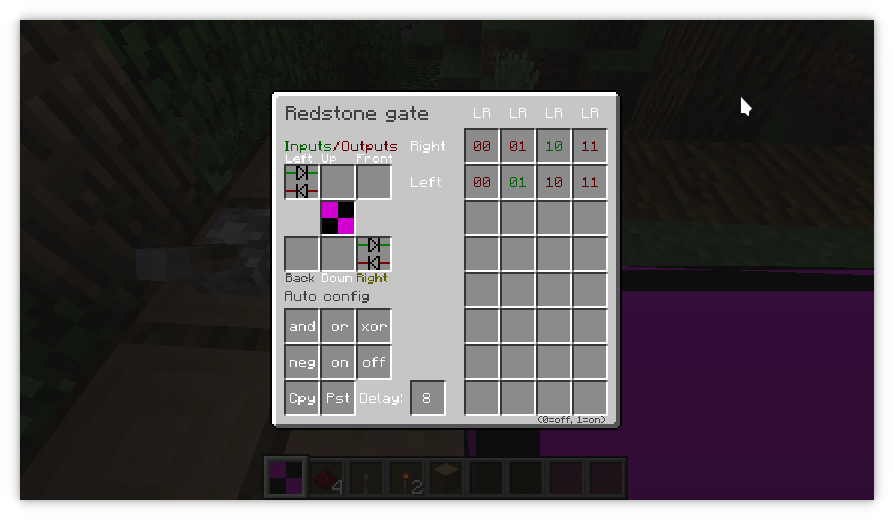 Redstone gate LR LR LR LR
Inputs/Outputs Right 00 01 10 11
Left Up Front
Left 00 01 10 11
Back Down Right
Auto config
and or xor
neg on off
Cpy Pst Delay: 8
(0=off, 1=on)
4 2